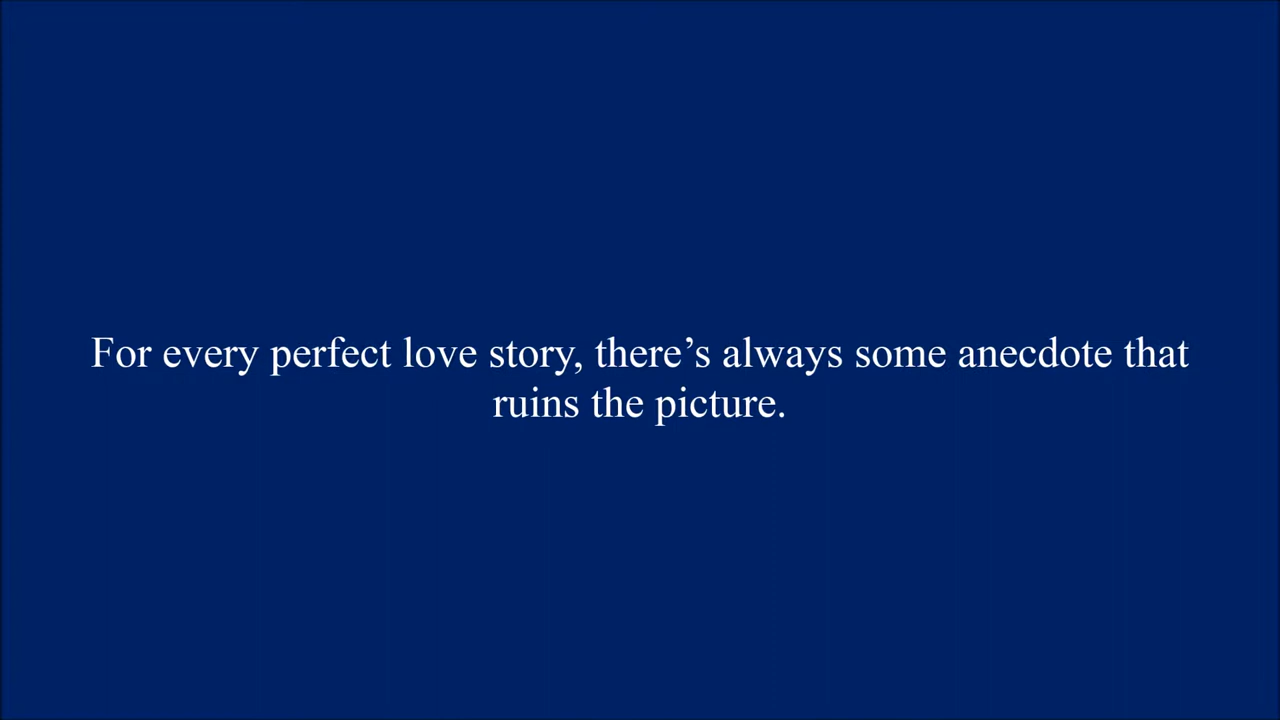 For every perfect love story, there’s always some anecdote that
ruins the picture.